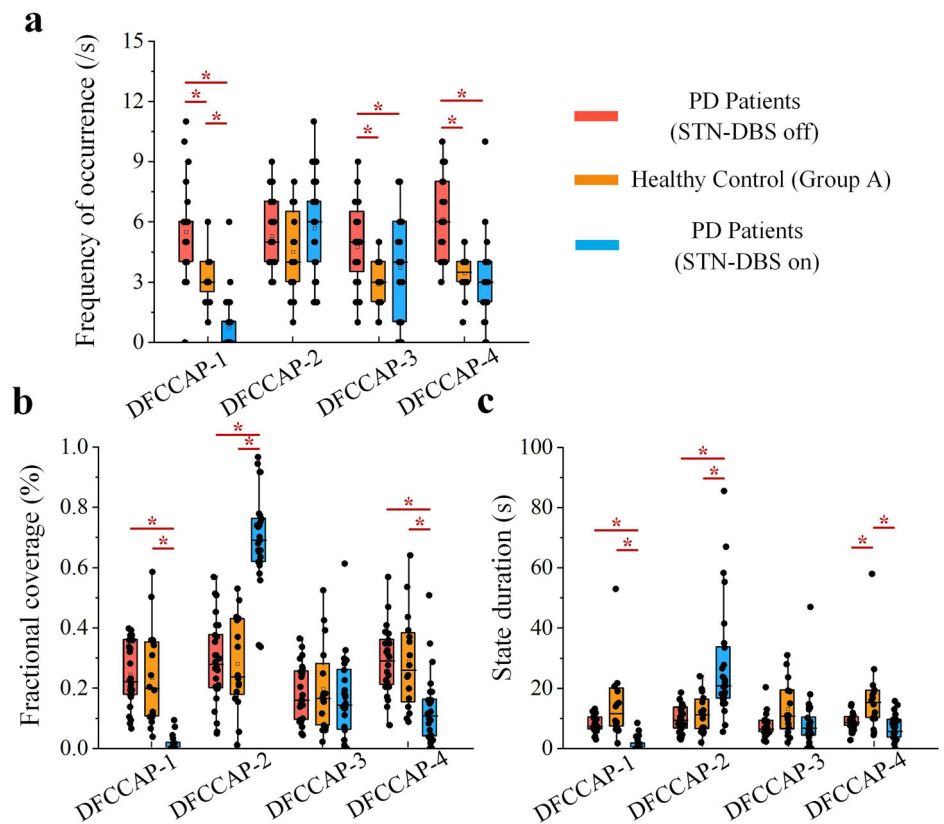 a
Frequency of occurrence (/s)
15
12
9
6
3
0
* * *
* *
* *
DFCCAP-1 DFCCAP-2 DFCCAP-3 DFCCAP-4
PD Patients
(STN-DBS off)
Healthy Control (Group A)
PD Patients
(STN-DBS on)
b
Fractional coverage (%)
1.0
0.8
0.6
0.4
0.2
0.0
* *
* *
* *
DFCCAP-1 DFCCAP-2 DFCCAP-3 DFCCAP-4
c
State duration (s)
100
80
60
40
20
0
* *
* *
* *
DFCCAP-1 DFCCAP-2 DFCCAP-3 DFCCAP-4